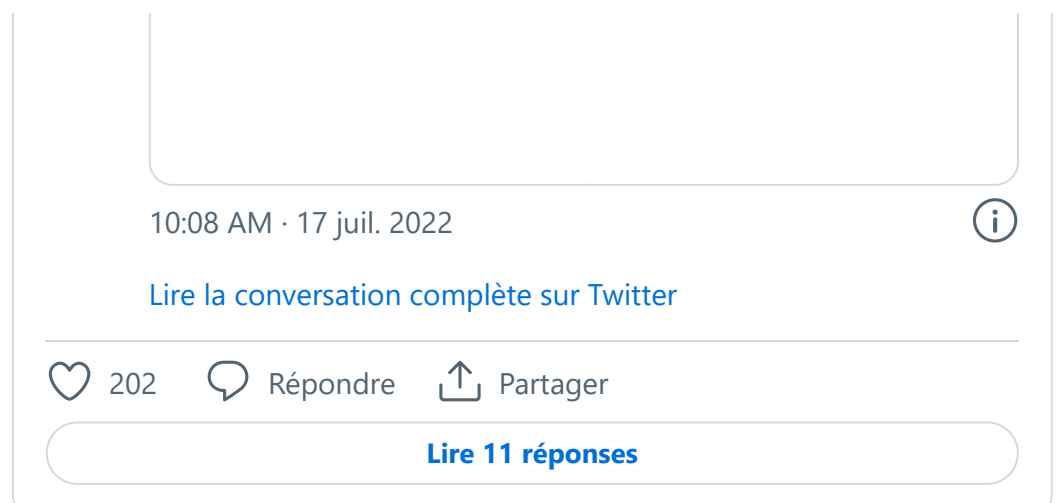 10:08 AM · 17 juil. 2022
Lire la conversation complète sur Twitter
202 Répondre Partager
Lire 11 réponses